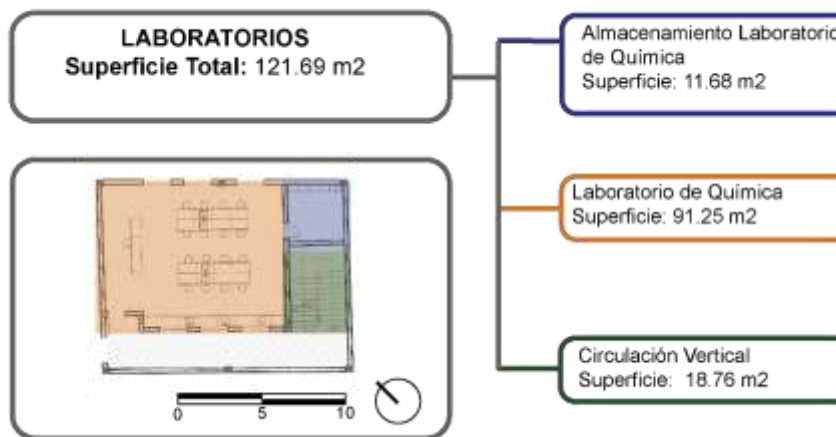 LABORATORIOS
Superficie Total: 121.69 m2
Almacenamiento Laboratorio
de Química
Superficie: 11.68 m2
Laboratorio de Química
Superficie: 91.25 m2
Circulación Vertical
Superficie: 18.76 m2
0 5 10